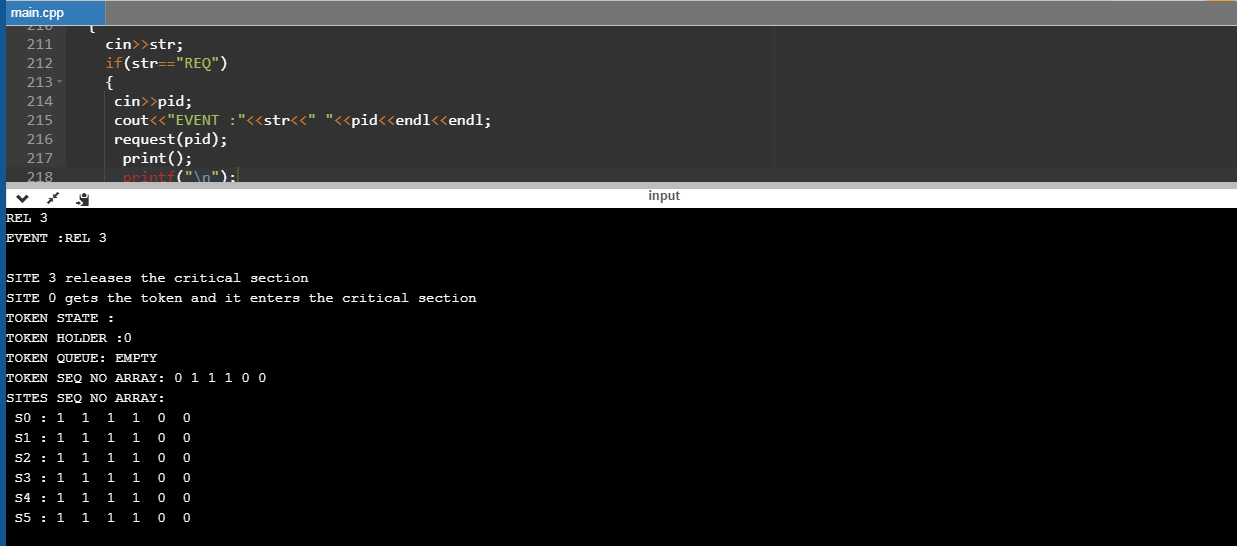 main.cpp
210 {
211 cin>>str;
212 if(str=="REQ")
213 {
214 cin>>pid;
215 cout<<"EVENT :"<<str<<" "<<pid<<endl<<endl;
216 request(pid);
217 print();
218 printf("\n");
input
REL 3
EVENT :REL 3
SITE 3 releases the critical section
SITE 0 gets the token and it enters the critical section
TOKEN STATE :
TOKEN HOLDER :0
TOKEN QUEUE: EMPTY
TOKEN SEQ NO ARRAY: 0 1 1 1 0 0
SITES SEQ NO ARRAY:
S0 : 1 1 1 1 0 0
S1 : 1 1 1 1 0 0
S2 : 1 1 1 1 0 0
S3 : 1 1 1 1 0 0
S4 : 1 1 1 1 0 0
S5 : 1 1 1 1 0 0